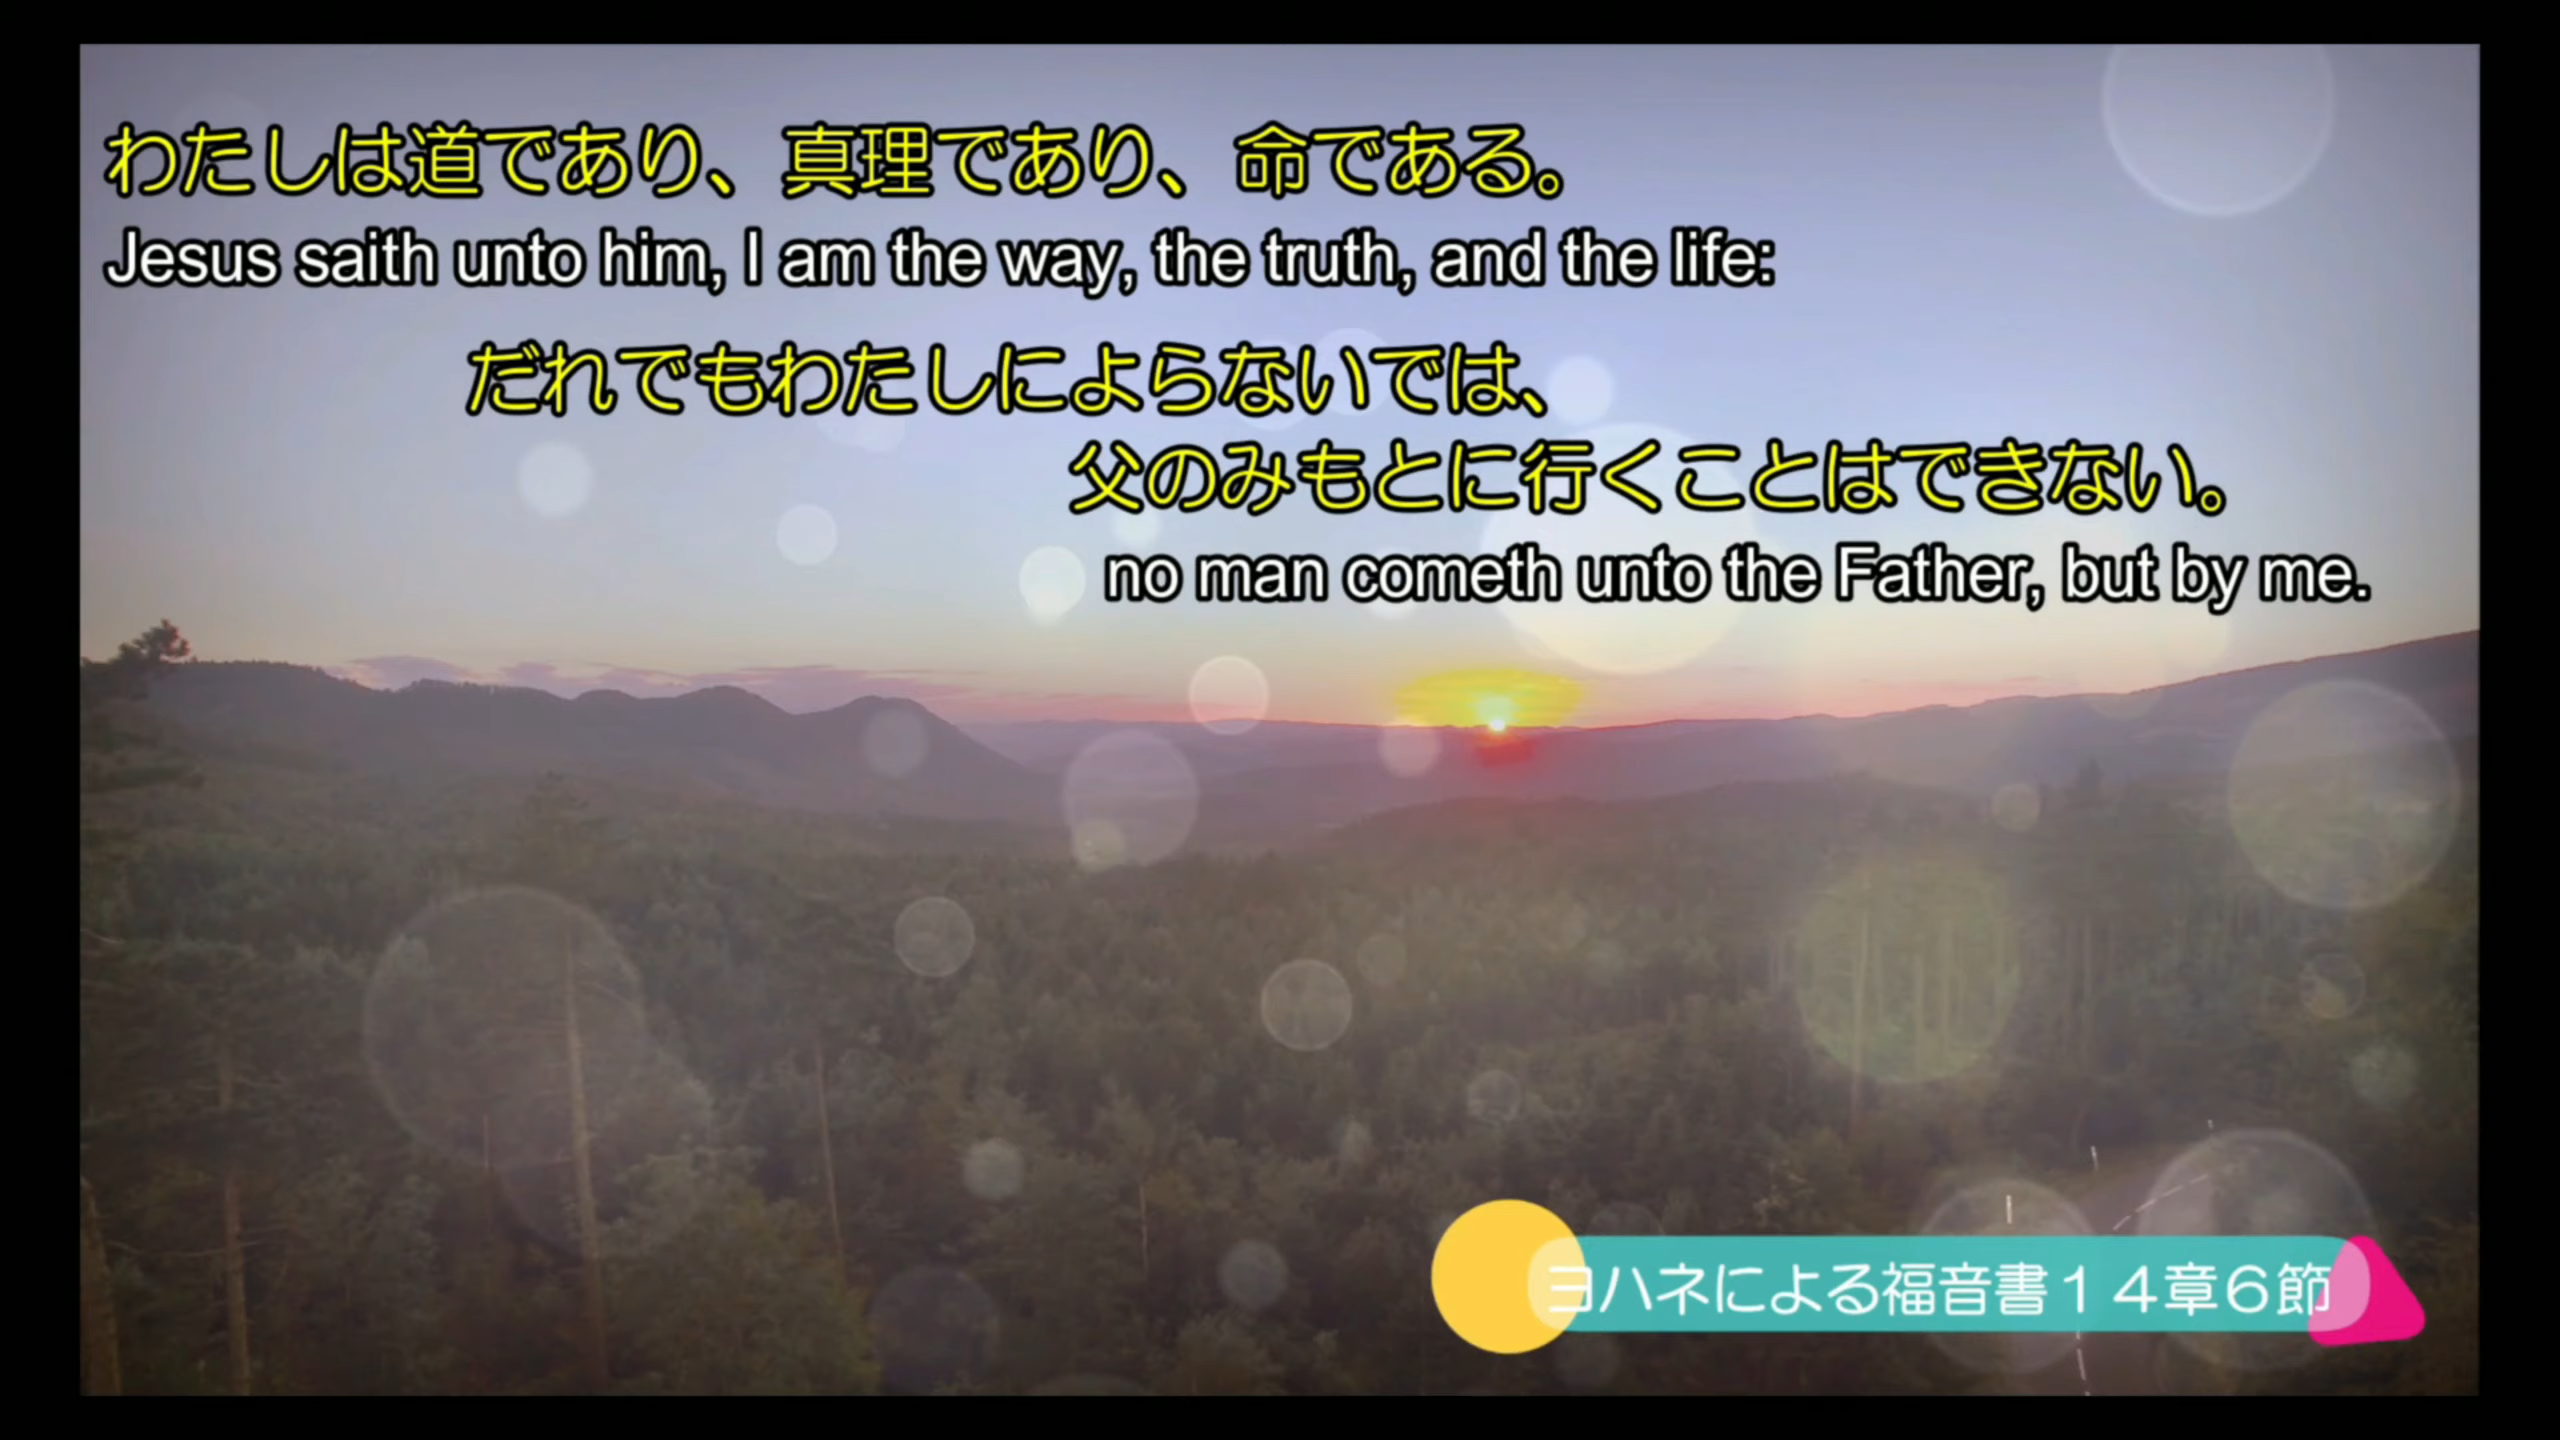 わたしは道であり、真理であり、命である。
Jesus saith unto him, I am the way, the truth, and the life:
だれでもわたしによらないでは、
父のみもとに行くことはできない。
no man cometh unto the Father, but by me.
ヨハネによる福音書１４章６節